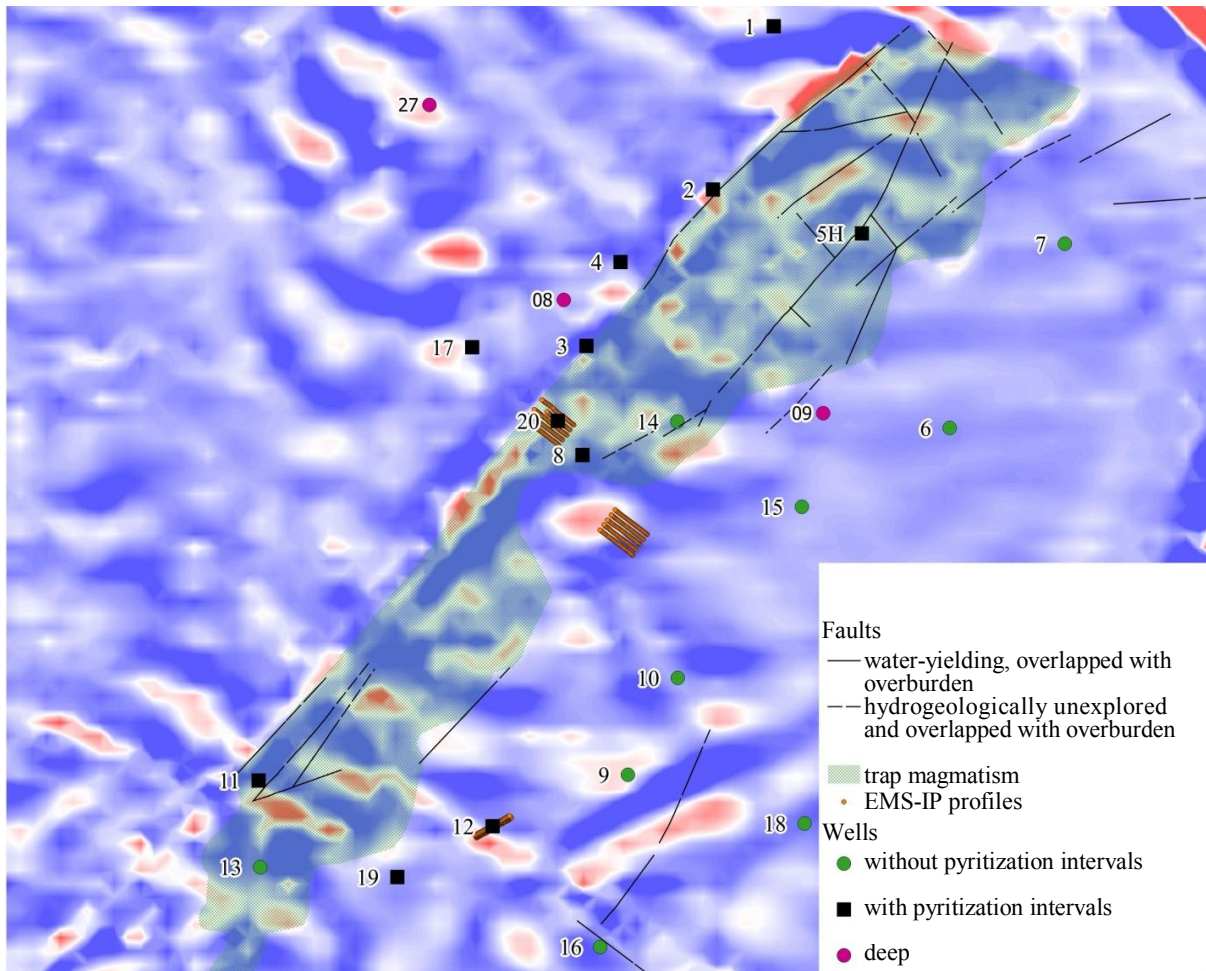 1
27
2
5H
7
4
08
3
17
20
14
09
6
8
15
10
11
9
12
18
13
19
16
Faults
water-yielding, overlapped with
overburden
hydrogeologically unexplored
and overlapped with overburden
trap magmatism
EMS-IP profiles
Wells
without pyritization intervals
with pyritization intervals
deep